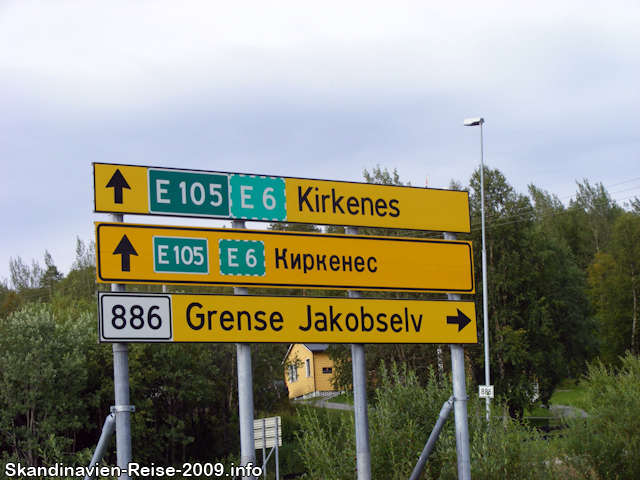 E 105 E 6 Kirkenes
E 105 E 6 Киркенес
886 Grense Jakobselv
886
Skandinavien-Reise-2009.info